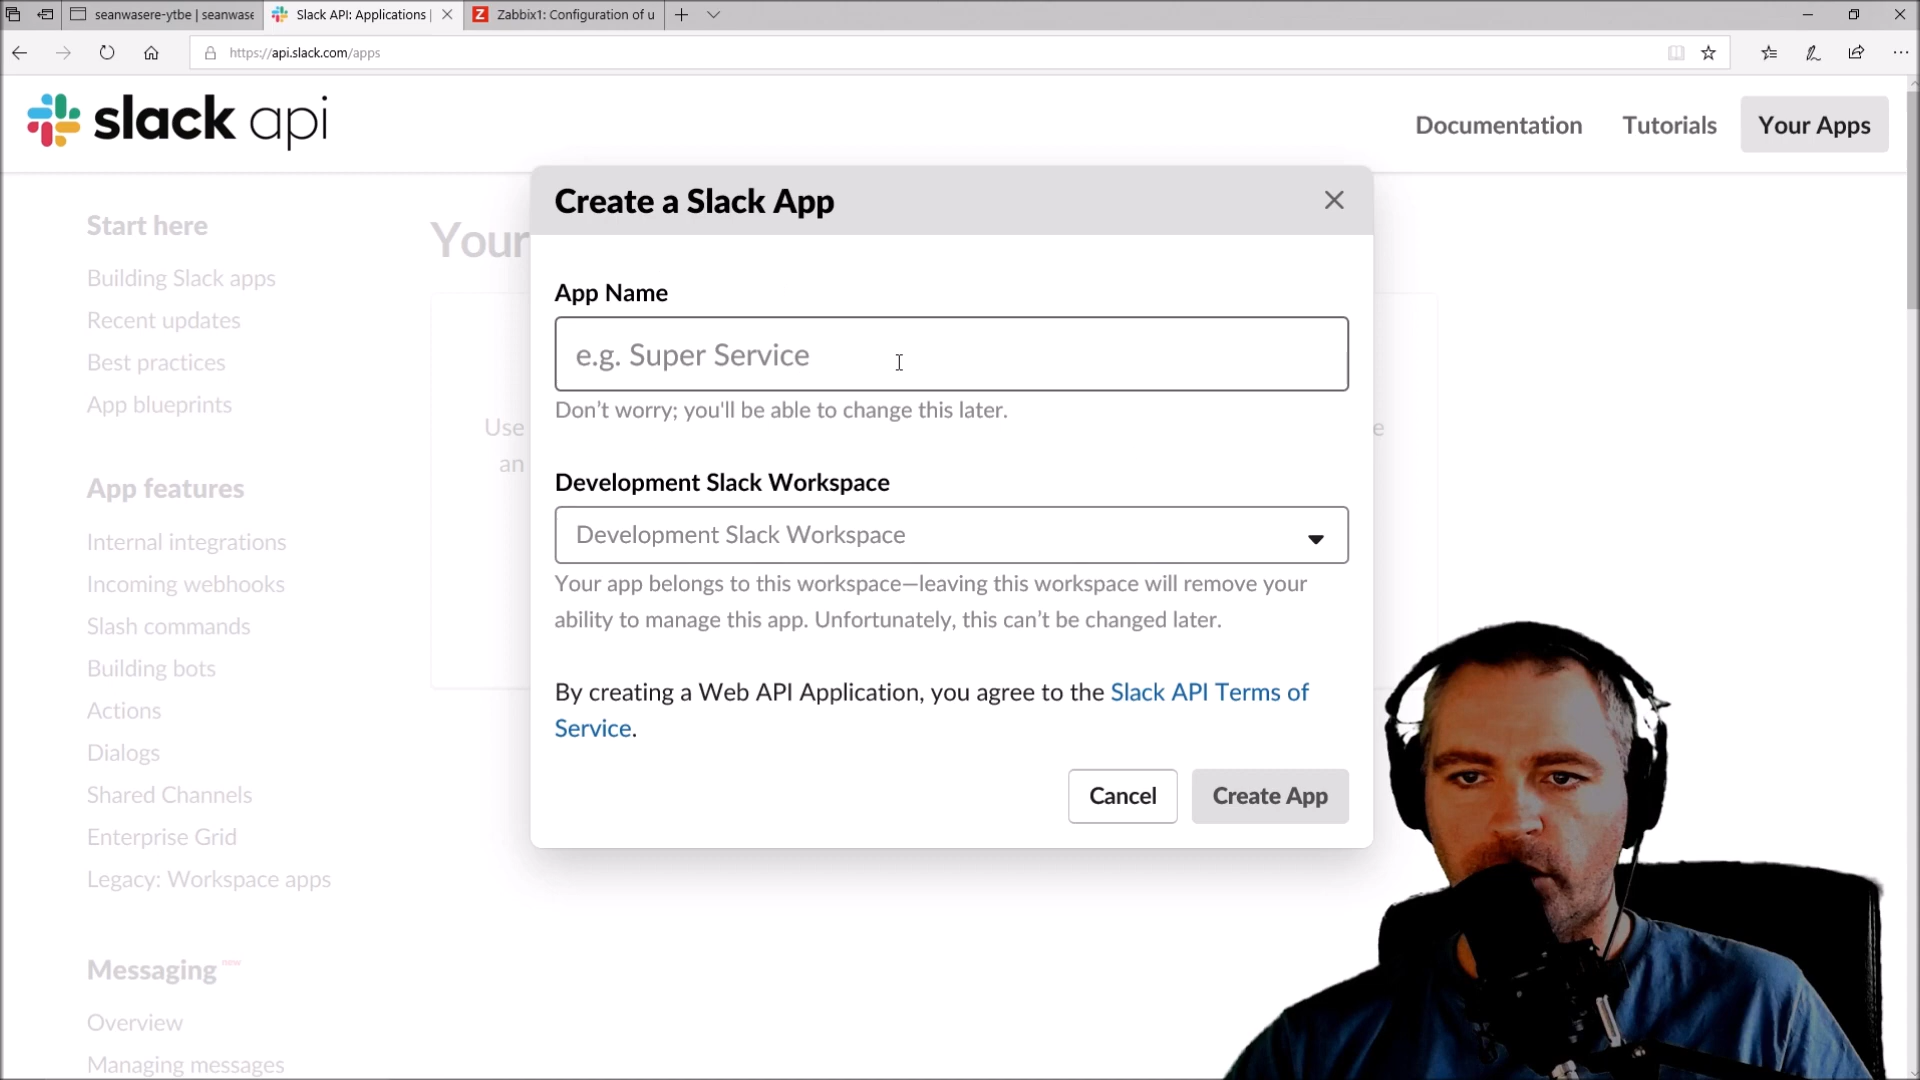 seanwasere-ytbe | seanwase
Slack API: Applications |
Zabbix1: Configuration of u
https://api.slack.com/apps
slack api
Documentation
Tutorials
Your Apps
Start here
Building Slack apps
Recent updates
Best practices
App blueprints
App features
Internal integrations
Incoming webhooks
Slash commands
Building bots
Actions
Dialogs
Shared Channels
Enterprise Grid
Legacy: Workspace apps
Messaging new
Overview
Managing messages
Your
Use
an
e
Create a Slack App
App Name
e.g. Super Service
Don't worry; you'll be able to change this later.
Development Slack Workspace
Development Slack Workspace
Your app belongs to this workspace—leaving this workspace will remove your
ability to manage this app. Unfortunately, this can't be changed later.
By creating a Web API Application, you agree to the Slack API Terms of
Service.
Cancel
Create App